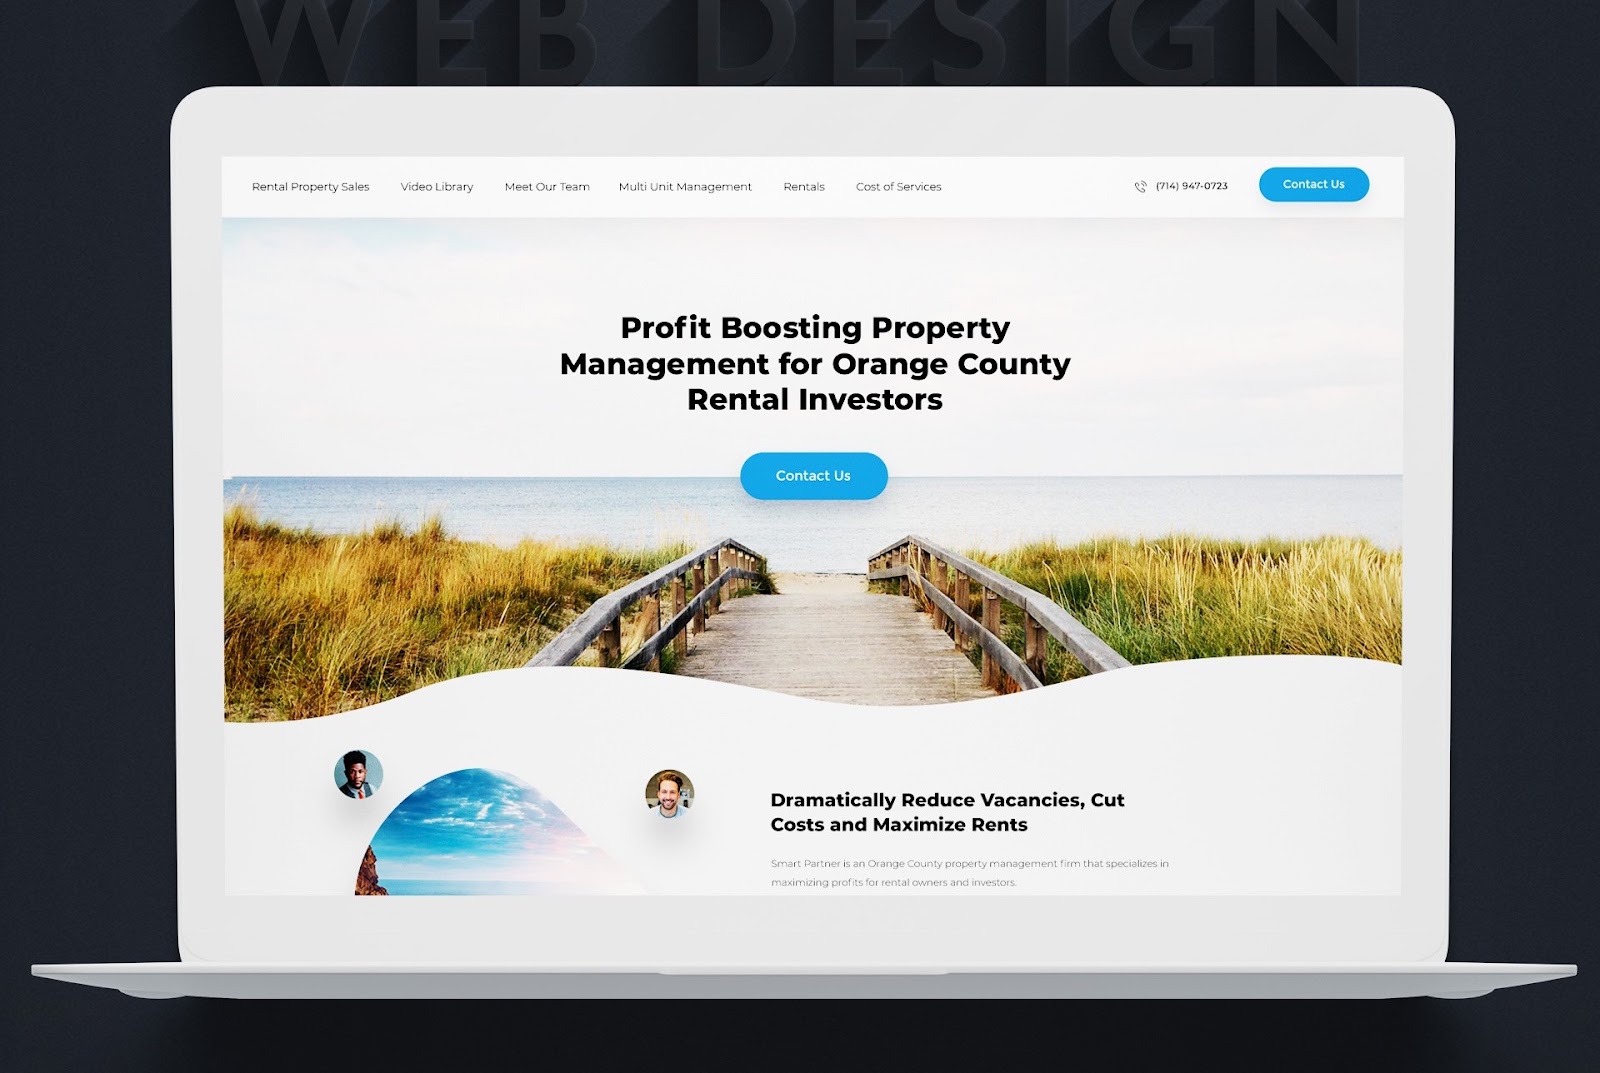 WEB DESIGN
Rental Property Sales Video Library Meet Our Team Multi Unit Management Rentals Cost of Services (714) 947-0723 Contact Us
Profit Boosting Property
Management for Orange County
Rental Investors
Contact Us
Dramatically Reduce Vacancies, Cut
Costs and Maximize Rents
Smart Partner is an Orange County property management firm that specializes in
maximizing profits for rental owners and investors.